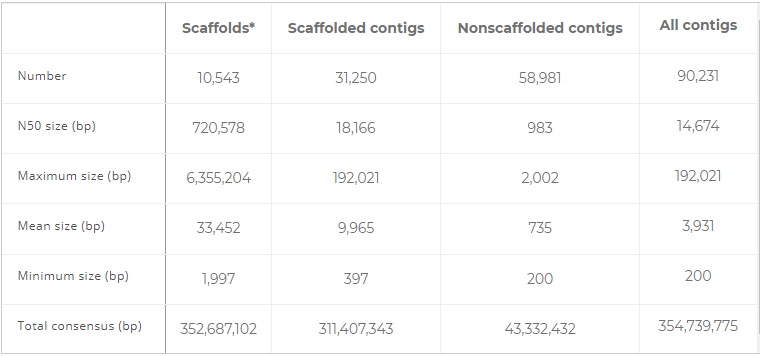 Scaffolds* Scaffolded contigs Nonscaffolded contigs All contigs
Number 10,543 31,250 58,981 90,231
N50 size (bp) 720,578 18,166 983 14,674
Maximum size (bp) 6,355,204 192,021 2,002 192,021
Mean size (bp) 33,452 9,965 735 3,931
Minimum size (bp) 1,997 397 200 200
Total consensus (bp) 352,687,102 311,407,343 43,332,432 354,739,775